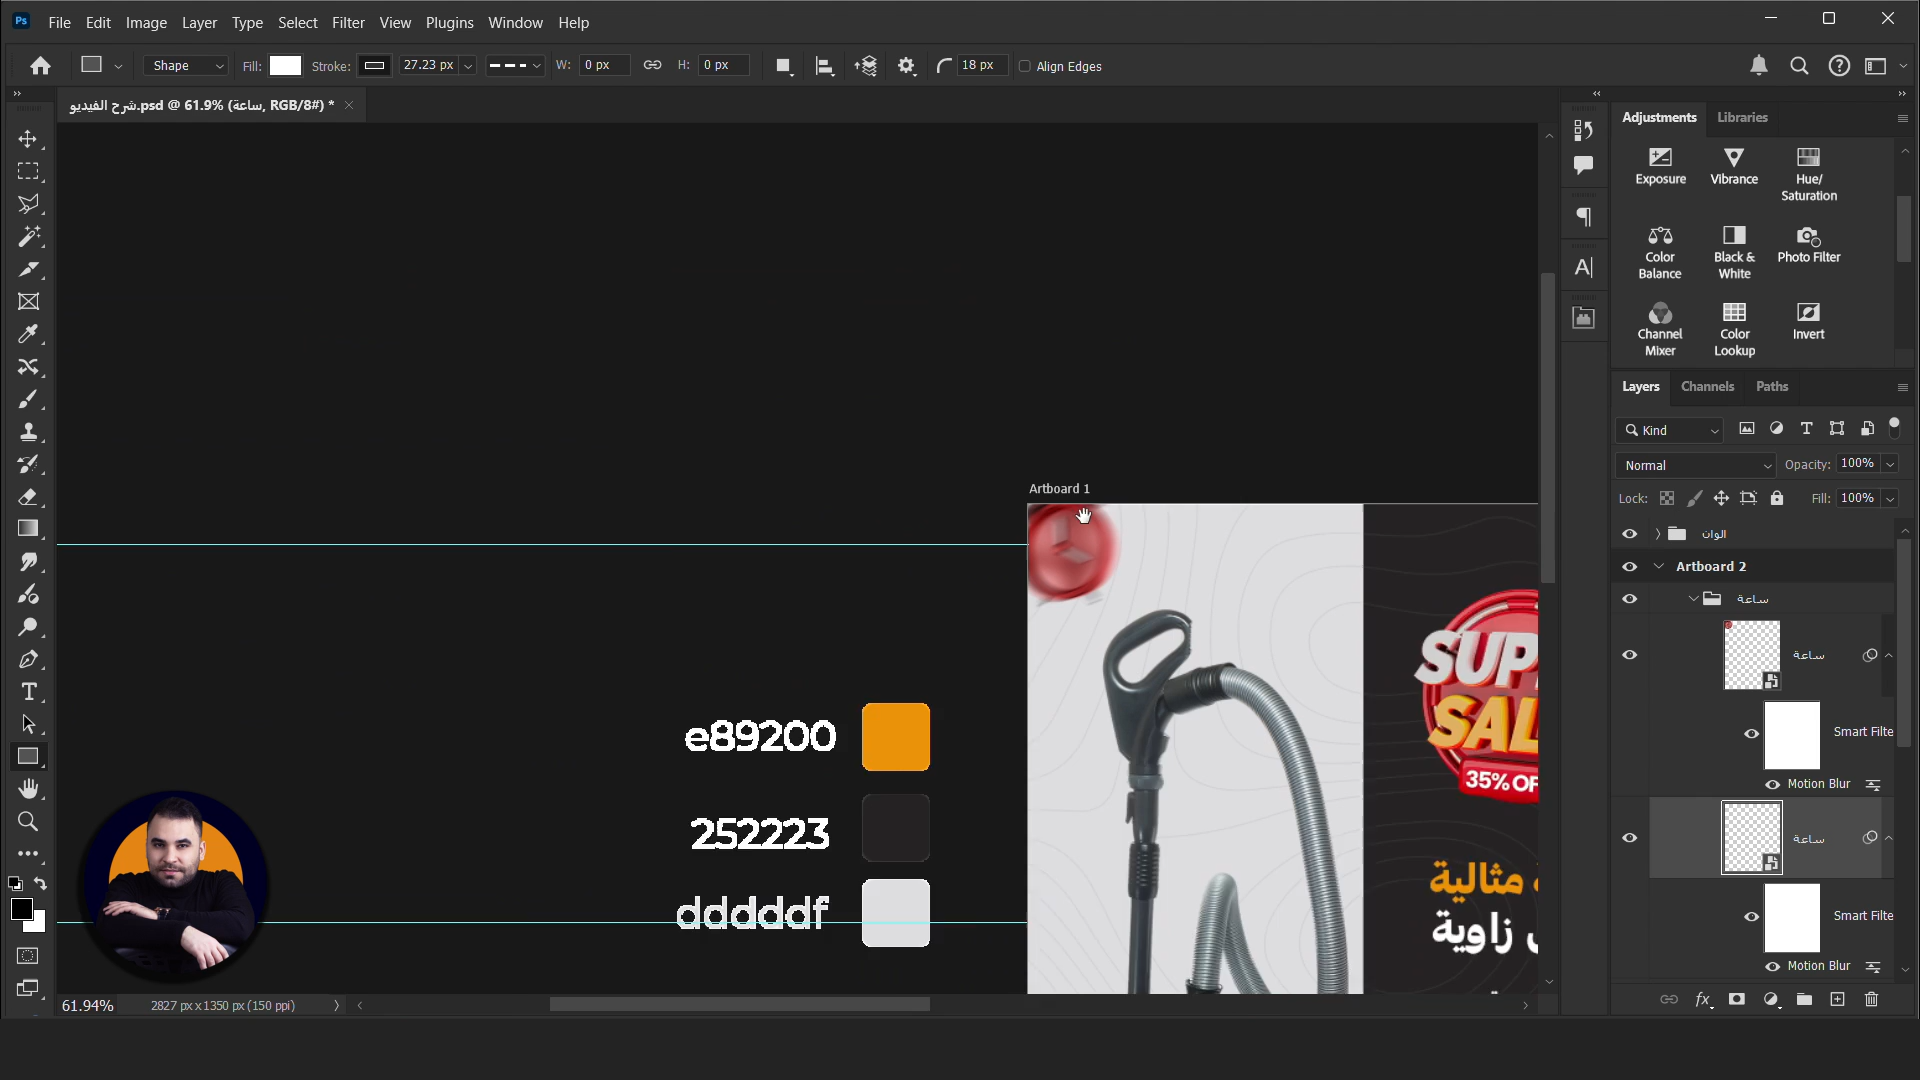 Ps File Edit Image Layer Type Select Filter View Plugins Window Help
Shape Fill: Stroke: 27.23 px W: 0 px H: 0 px 18 px Align Edges
شرح الفيديو.psd @ 61.9% (ساعة, RGB/8#) *
Adjustments Libraries
Exposure Vibrance Hue/
Saturation
Color
Balance Black &
White Photo Filter
Channel
Mixer Color
Lookup Invert
Layers Channels Paths
Kind
Normal Opacity: 100%
Lock: Fill: 100%
الوان
Artboard 2
ساعة
ساعة
Smart Filte
Motion Blur
ساعة
Smart Filte
Motion Blur
Artboard 1
e89200
252223
dddddf
SUP
SAL
35% OF
مثالية
زاوية
61.94% 2827 px x 1350 px (150 ppi)